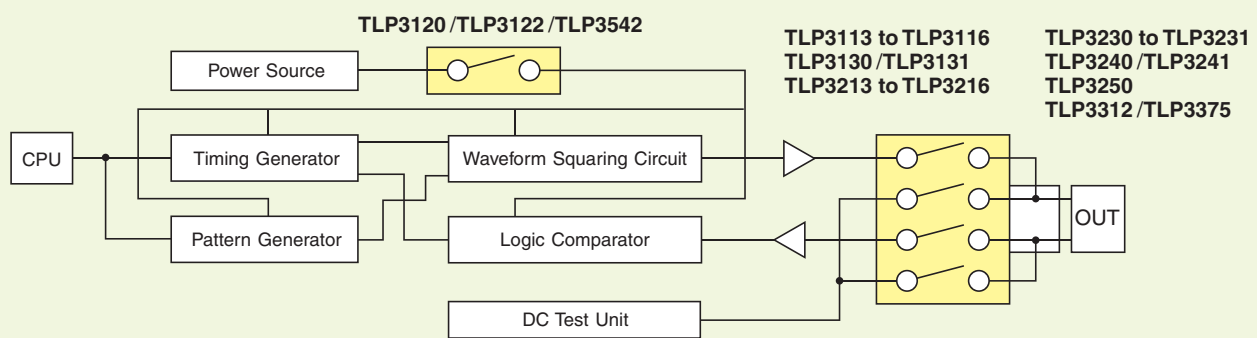 TLP3120 /TLP3122 /TLP3542
TLP3113 to TLP3116
TLP3130 /TLP3131
TLP3213 to TLP3216
TLP3230 to TLP3231
TLP3240 /TLP3241
TLP3250
TLP3312 /TLP3375
Power Source
CPU
Timing Generator
Waveform Squaring Circuit
Pattern Generator
Logic Comparator
OUT
DC Test Unit